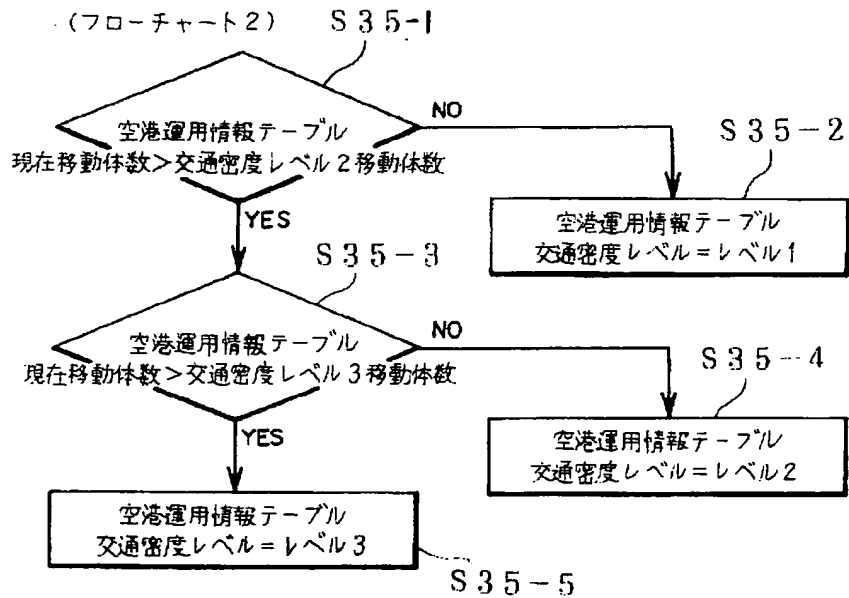 (フローチャート2)
S35-1
空港運用情報テーブル
現在移動体数>交通密度レベル2移動体数
NO
YES
S35-2
空港運用情報テーブル
交通密度レベル=レベル1
S35-3
空港運用情報テーブル
現在移動体数>交通密度レベル3移動体数
NO
YES
S35-4
空港運用情報テーブル
交通密度レベル=レベル2
空港運用情報テーブル
交通密度レベル=レベル3
S35-5